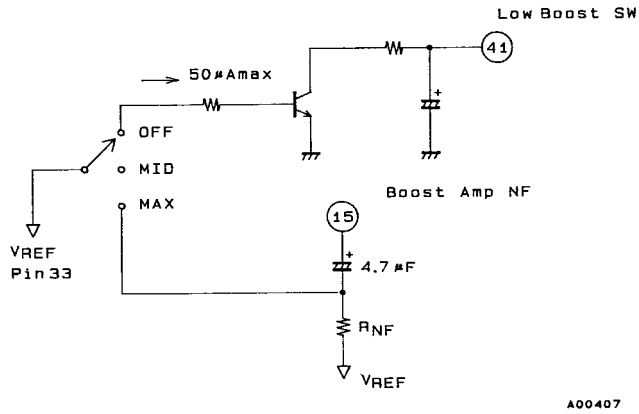 Low Boost SW
41
50μAmax
OFF
MID
MAX
VREF
Pin33
Boost Amp NF
15
4.7μF
RNF
VREF
A00407